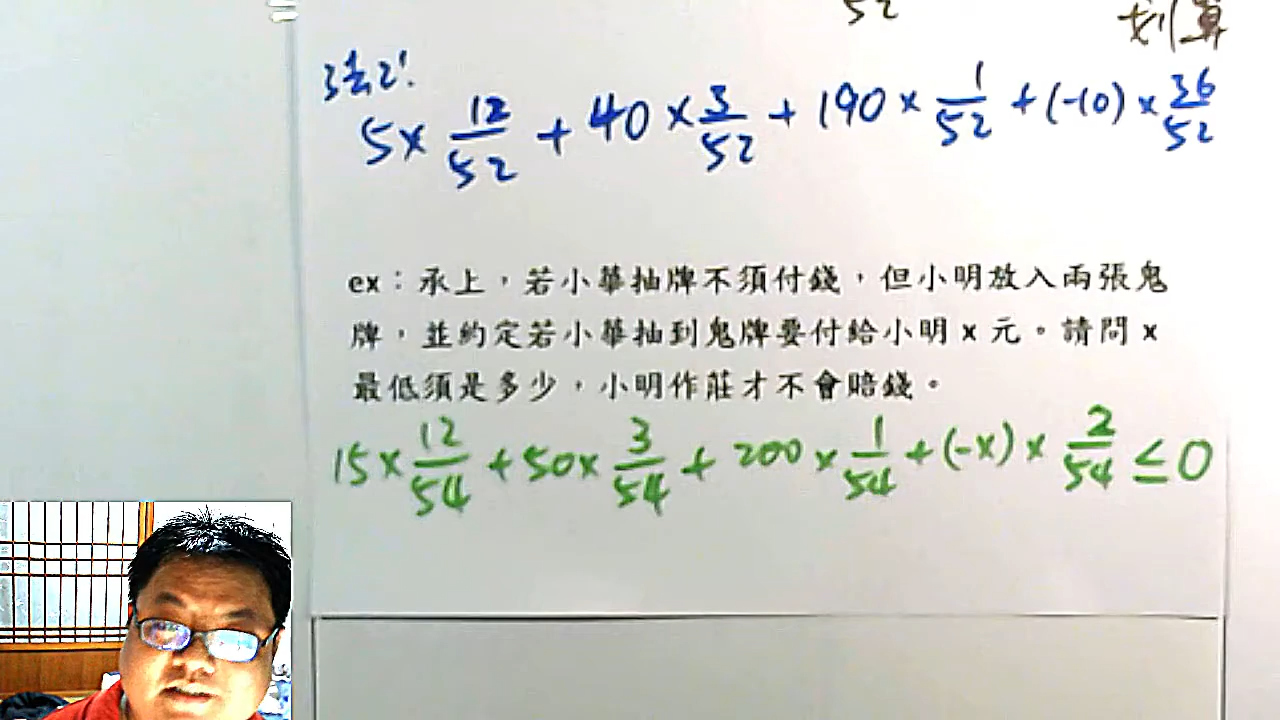 52
划算
3法2:
5× 12/52 + 40 × 3/52 + 190 × 1/52 + (-10) × 36/52
ex：承上，若小華抽牌不須付錢，但小明放入兩張鬼
牌，並約定若小華抽到鬼牌要付給小明 x 元。請問 x
最低須是多少，小明作莊才不會賠錢。
15× 12/54 + 50× 3/54 + 200 × 1/54 + (-x) × 2/54 ≤ 0